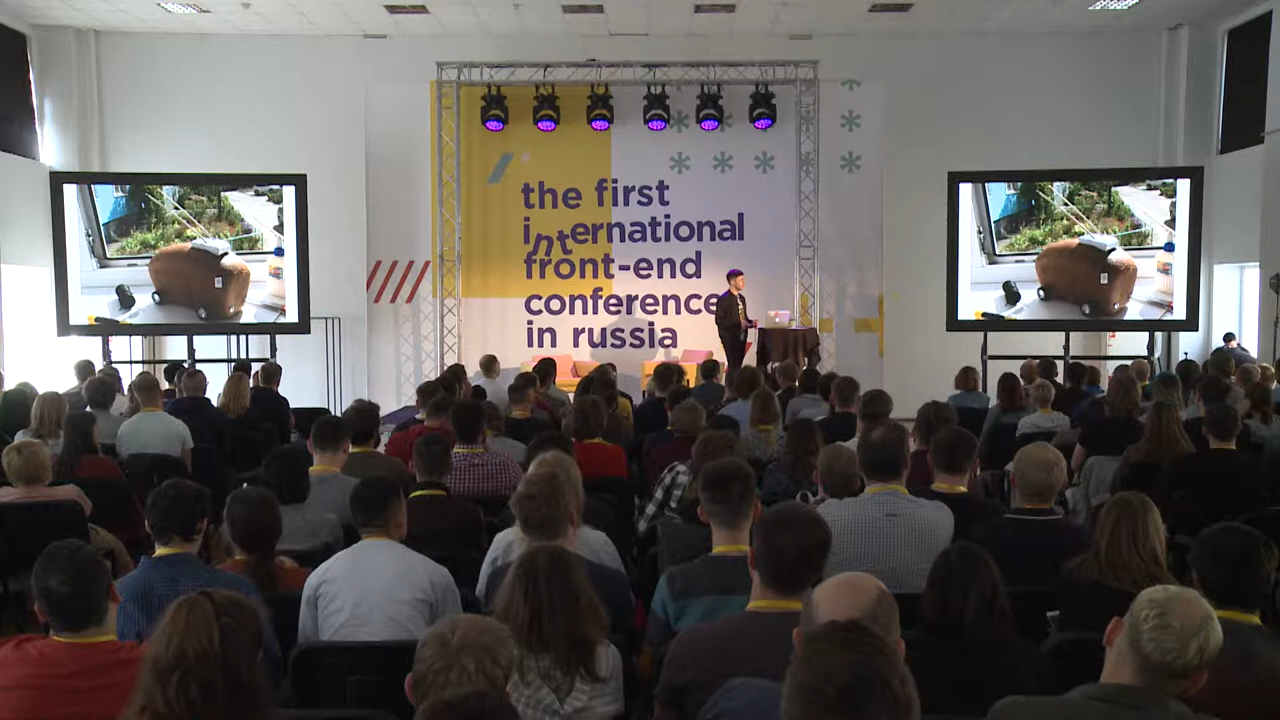 the first
international
front-end
conference
in russia